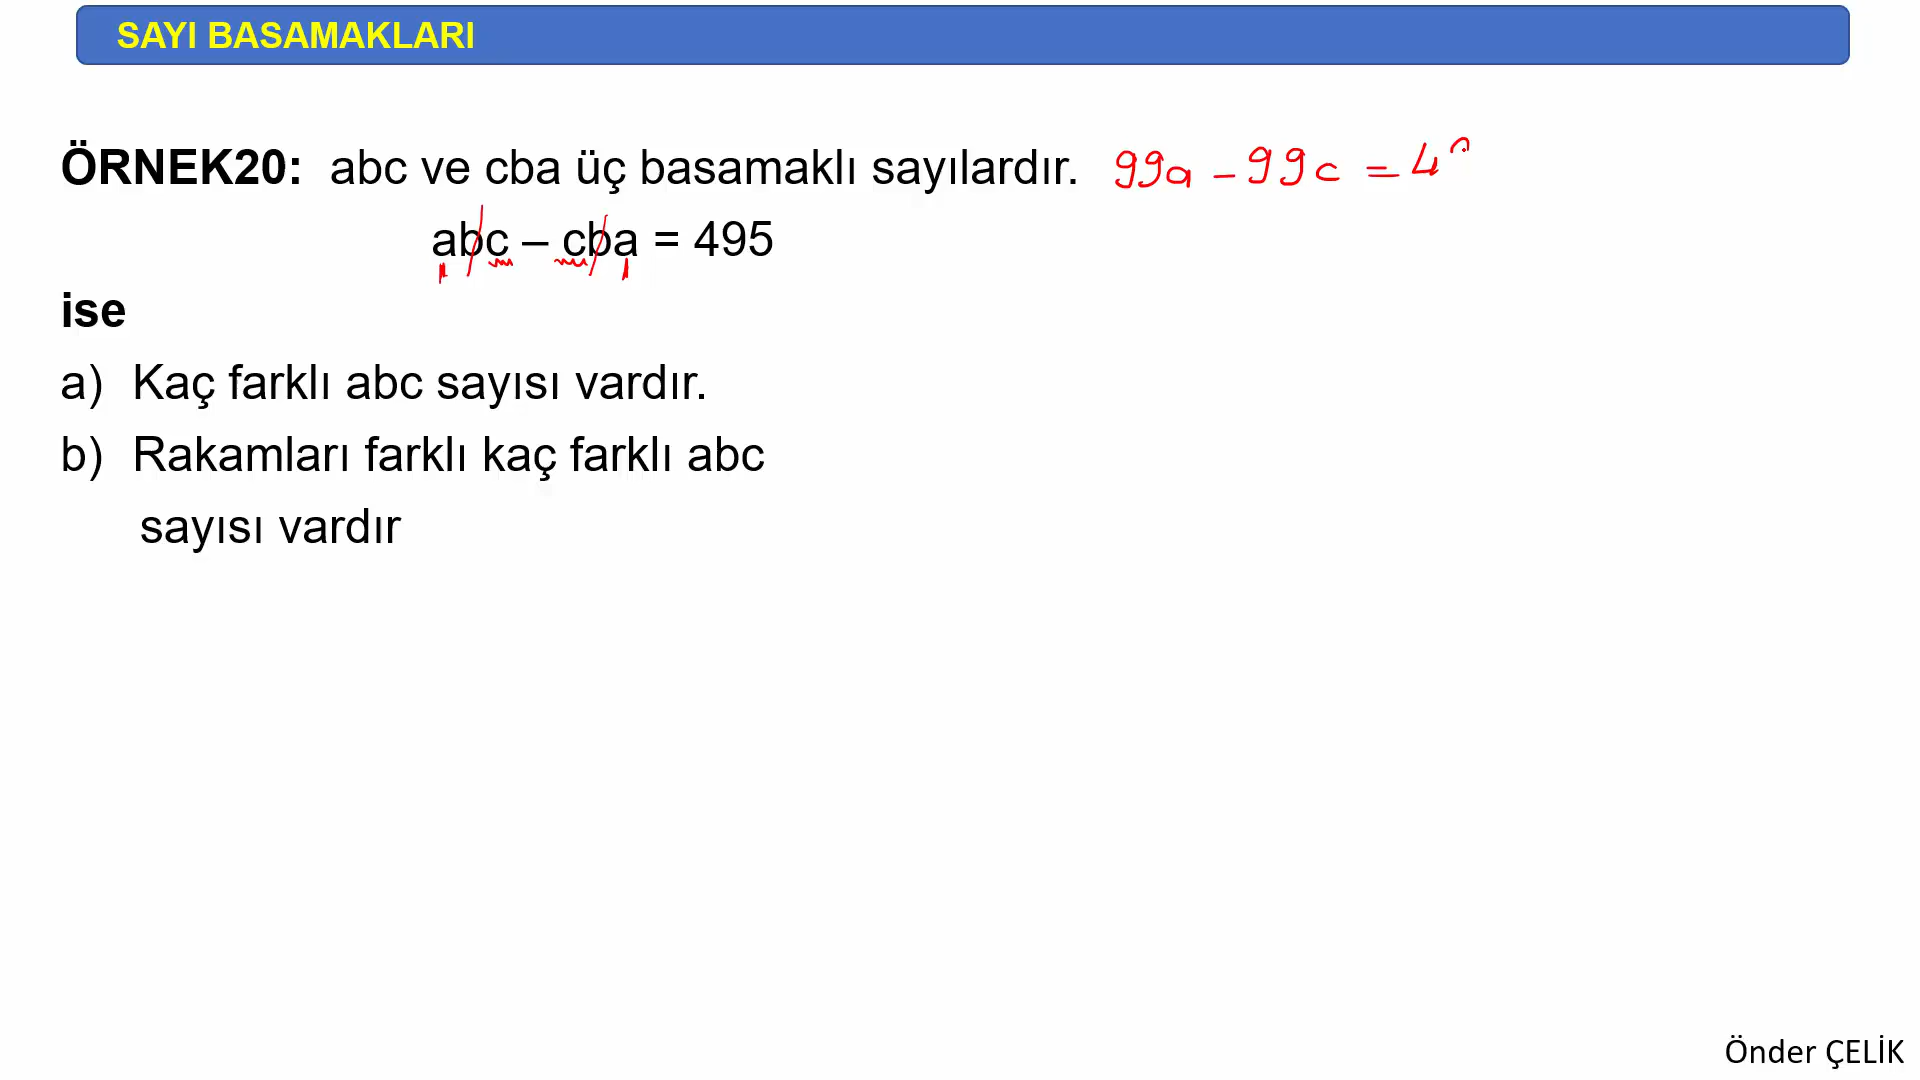 SAYI BASAMAKLARI
ÖRNEK20: abc ve cba üç basamaklı sayılardır. 99a - 99c = 4
abc – cba = 495
ise
a) Kaç farklı abc sayısı vardır.
b) Rakamları farklı kaç farklı abc
sayısı vardır
Önder ÇELİK